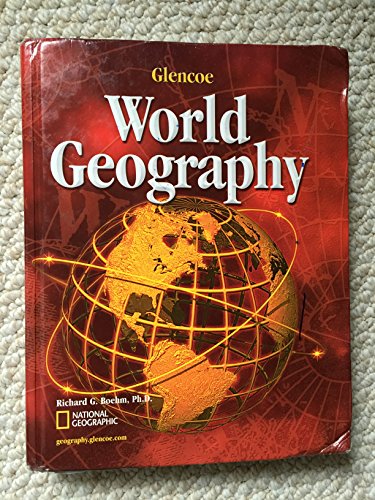 Glencoe
World
Geography
Richard G. Boehm, Ph.D.
NATIONAL
GEOGRAPHIC
geography.glencoe.com